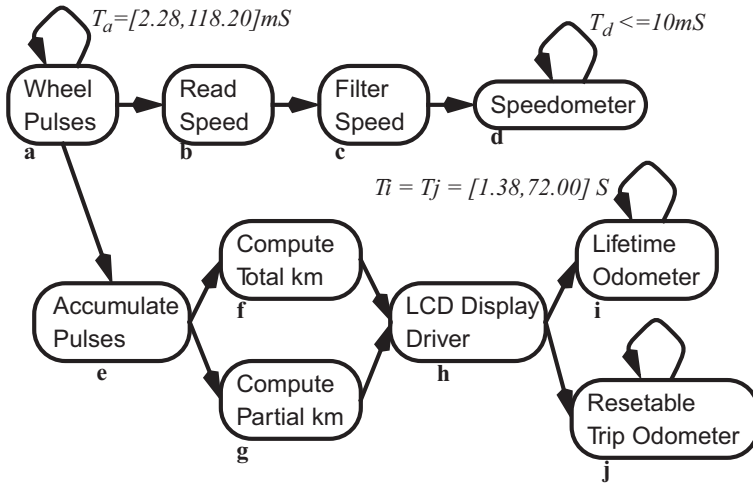 Ta=[2.28,118.20]mS
Td <=10mS
Wheel
Pulses
a
Read
Speed
b
Filter
Speed
c
Speedometer
d
Ti = Tj = [1.38,72.00] S
Compute
Total km
f
Lifetime
Odometer
i
Accumulate
Pulses
e
LCD Display
Driver
h
Compute
Partial km
g
Resetable
Trip Odometer
j